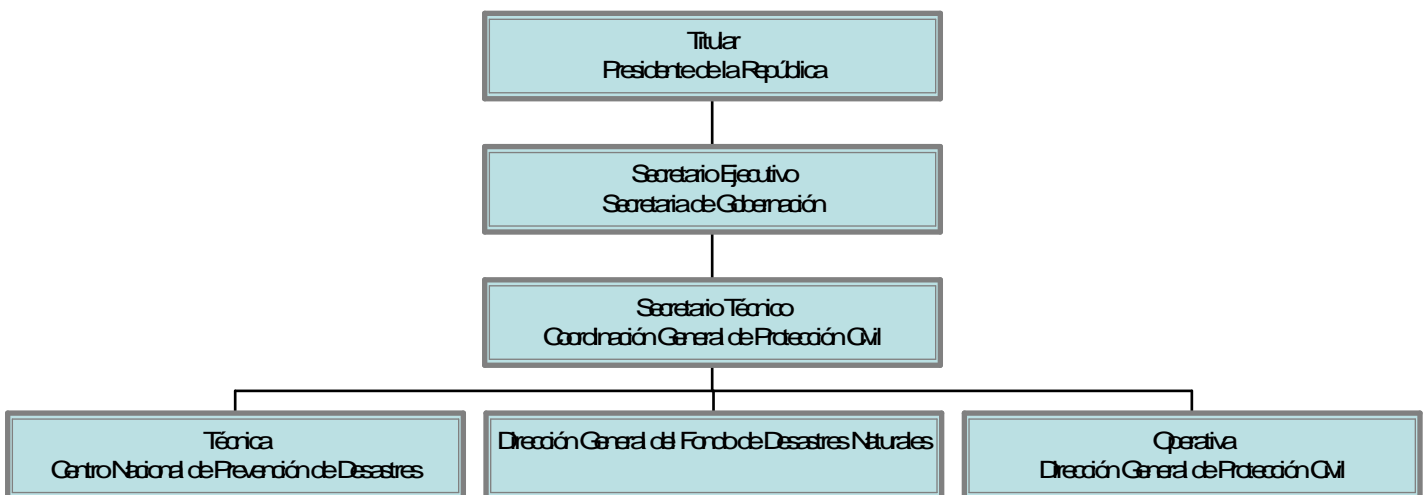 Titular
Presidente de la República
Secretario Ejecutivo
Secretaria de Gobernación
Secretario Técnico
Coordinación General de Protección Civil
Técnica
Centro Nacional de Prevención de Desastres
Dirección General del Fondo de Desastres Naturales
Operativa
Dirección General de Protección Civil